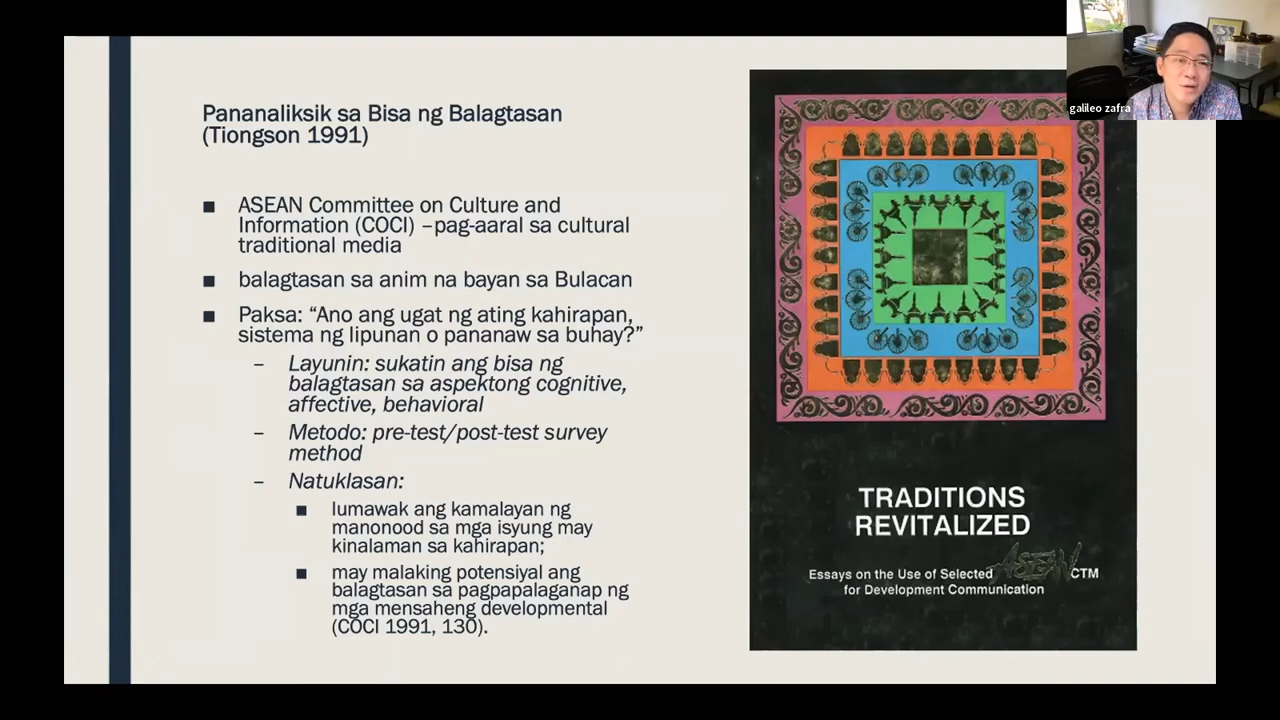 Pananaliksik sa Bisa ng Balagtasan
(Tiongson 1991)
■ ASEAN Committee on Culture and
Information (COCI) –pag-aaral sa cultural
traditional media
■ balagtasan sa anim na bayan sa Bulacan
■ Paksa: “Ano ang ugat ng ating kahirapan,
sistema ng lipunan o pananaw sa buhay?”
– Layunin: sukatin ang bisa ng
balagtasan sa aspektong cognitive,
affective, behavioral
– Metodo: pre-test/post-test survey
method
– Natuklasan:
■ lumawak ang kamalayan ng
manonood sa mga isyung may
kinalaman sa kahirapan;
■ may malaking potensiyal ang
balagtasan sa pagpapalaganap ng
mga mensaheng developmental
(COCI 1991, 130).
galileo zafra
TRADITIONS
REVITALIZED
Essays on the Use of Selected ASEAN CTM
for Development Communication